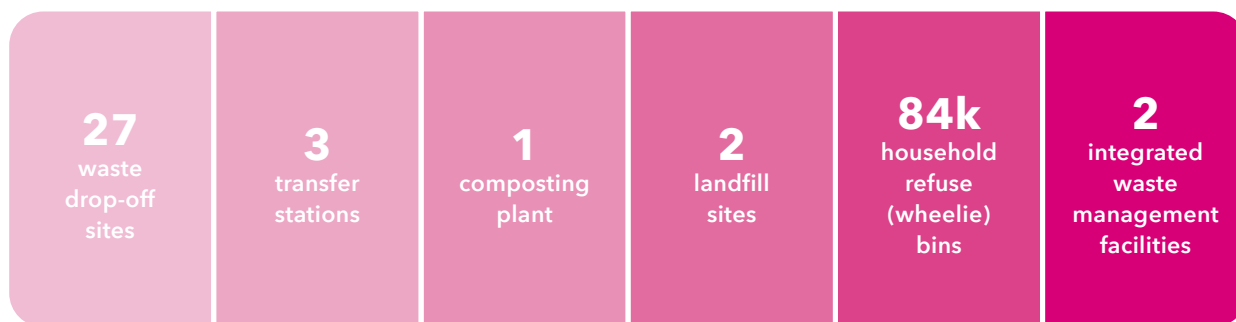 27
waste
drop-off
sites
3
transfer
stations
1
composting
plant
2
landfill
sites
84k
household
refuse
(wheelie)
bins
2
integrated
waste
management
facilities